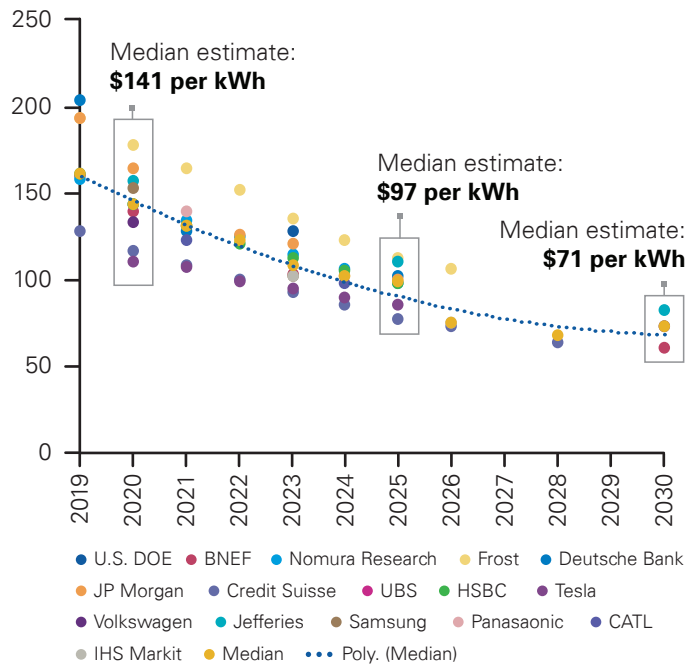 250
Median estimate:
$141 per kWh
200
Median estimate:
$97 per kWh
150
Median estimate:
$71 per kWh
100
50
0
2019 2020 2021 2022 2023 2024 2025 2026 2027 2028 2029 2030
U.S. DOE BNEF Nomura Research Frost Deutsche Bank
JP Morgan Credit Suisse UBS HSBC Tesla
Volkswagen Jefferies Samsung Panasaonic CATL
IHS Markit Median Poly. (Median)